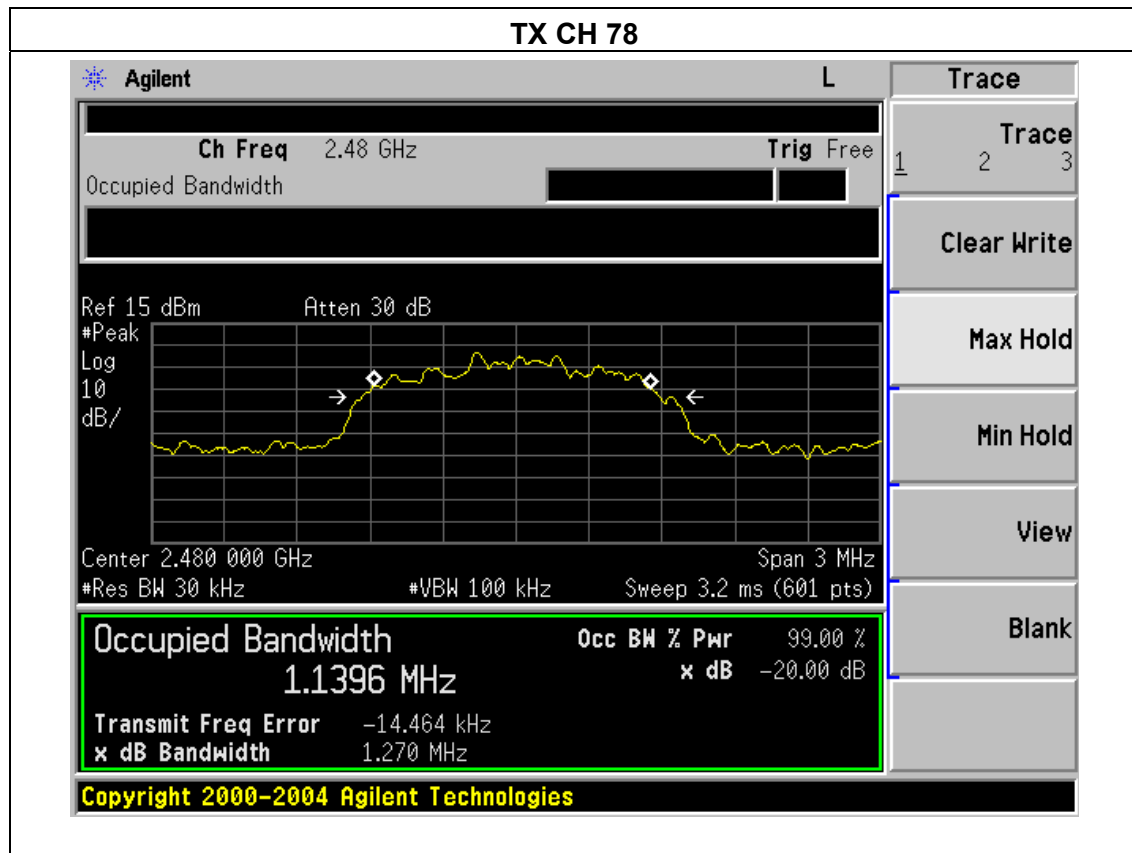 TX CH 78
Agilent L Trace
Ch Freq 2.48 GHz Trig Free
Occupied Bandwidth
Trace
1 2 3
Clear Write
Max Hold
Min Hold
View
Blank
Ref 15 dBm Atten 30 dB
#Peak
Log
10
dB/
Center 2.480 000 GHz Span 3 MHz
#Res BW 30 kHz #VBW 100 kHz Sweep 3.2 ms (601 pts)
Occupied Bandwidth Occ BW % Pwr 99.00 %
1.1396 MHz x dB -20.00 dB
Transmit Freq Error -14.464 kHz
x dB Bandwidth 1.270 MHz
Copyright 2000-2004 Agilent Technologies